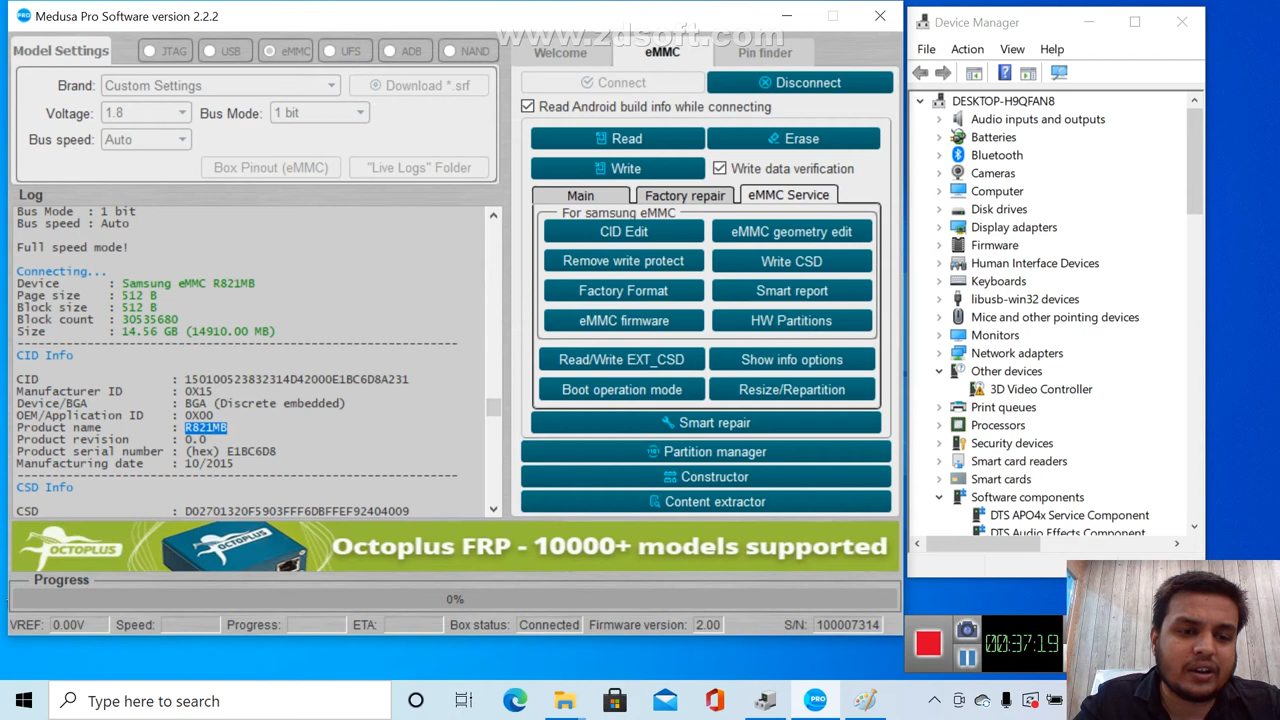 Medusa Pro Software version 2.2.2
www.zdsoft.com
Model Settings
JTAG
USB
eMMC
UFS
ADB
NAND
Brand: Custom Settings
Download *.srf
Voltage: 1.8
Bus Mode: 1 bit
Bus speed: Auto
Box Pinout (eMMC)
"Live Logs" Folder
Log
Bus Mode : 1 bit
Bus speed : Auto
Full speed mode!
Connecting...
Device : Samsung eMMC R821MB
Page size : 512 B
Block size : 512 B
Block count : 30535680
Size : 14.56 GB (14910.00 MB)
CID Info
CID : 150100523832314D42000E1BC6D8A231
Manufacturer ID : 0X15
Device/BGA : BGA (Discrete embedded)
OEM/Application ID : 0X00
Product name : R821MB
Product revision : 0.0
Product serial number : (hex) E1BC6D8
Manufacturing date : 10/2015
CSD Info
CSD : D02701320F5903FFF6DBFFEF92404009
Welcome
eMMC
Pin finder
Connect
Disconnect
Read Android build info while connecting
Read
Erase
Write
Write data verification
Main
Factory repair
eMMC Service
For samsung eMMC
CID Edit
eMMC geometry edit
Remove write protect
Write CSD
Factory Format
Smart report
eMMC firmware
HW Partitions
Read/Write EXT_CSD
Show info options
Boot operation mode
Resize/Repartition
Smart repair
Partition manager
Constructor
Content extractor
OCTOPLUS
OCTOPLUS
Octoplus FRP - 10000+ models supported
Progress
0%
VREF: 0.00V
Speed:
Progress:
ETA:
Box status: Connected
Firmware version: 2.00
S/N: 100007314
Device Manager
File Action View Help
DESKTOP-H9QFAN8
Audio inputs and outputs
Batteries
Bluetooth
Cameras
Computer
Disk drives
Display adapters
Firmware
Human Interface Devices
Keyboards
libusb-win32 devices
Mice and other pointing devices
Monitors
Network adapters
Other devices
3D Video Controller
Print queues
Processors
Security devices
Smart card readers
Smart cards
Software components
DTS APO4x Service Component
DTS Audio Effects Component
00:37:19
Type here to search
PRO